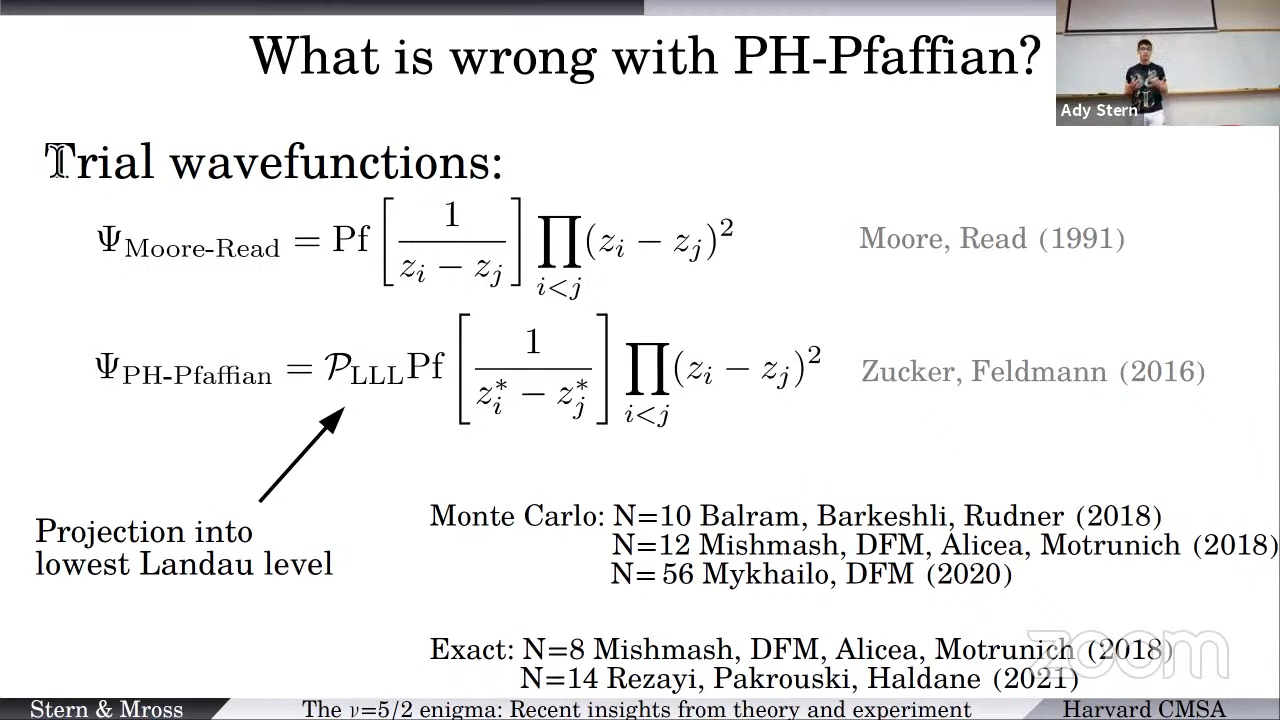 What is wrong with PH-Pfaffian?
Ady Stern
Trial wavefunctions:
Ψ_Moore-Read = Pf [ 1 / (z_i − z_j) ] ∏_{i<j} (z_i − z_j)^2 Moore, Read (1991)
Ψ_PH-Pfaffian = 𝒫_LLL Pf [ 1 / (z_i^* − z_j^*) ] ∏_{i<j} (z_i − z_j)^2 Zucker, Feldmann (2016)
Projection into
lowest Landau level
Monte Carlo: N=10 Balram, Barkeshli, Rudner (2018)
N=12 Mishmash, DFM, Alicea, Motrunich (2018)
N= 56 Mykhailo, DFM (2020)
Exact: N=8 Mishmash, DFM, Alicea, Motrunich (2018)
N=14 Rezayi, Pakrouski, Haldane (2021)
zoom
Stern & Mross The ν=5/2 enigma: Recent insights from theory and experiment Harvard CMSA